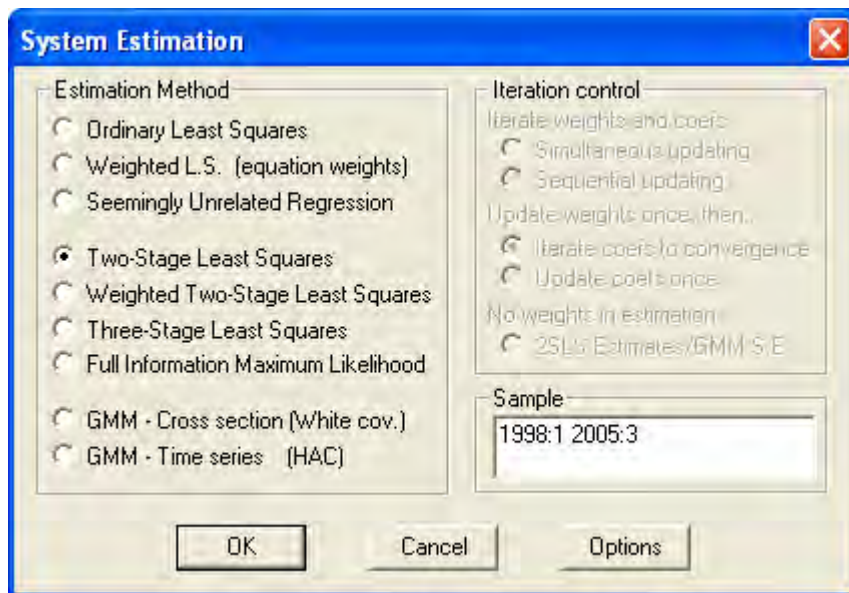 System Estimation
Estimation Method
Ordinary Least Squares
Weighted L.S. (equation weights)
Seemingly Unrelated Regression
Two-Stage Least Squares
Weighted Two-Stage Least Squares
Three-Stage Least Squares
Full Information Maximum Likelihood
GMM - Cross section (White cov.)
GMM - Time series (HAC)
Iteration control
Iterate weights and coefs
Simultaneous updating
Sequential updating
Update weights once, then..
Iterate coefs to convergence
Update coefs once
No weights in estimation
2SLS Estimates/GMM S.E.
Sample
1998:1 2005:3
OK
Cancel
Options